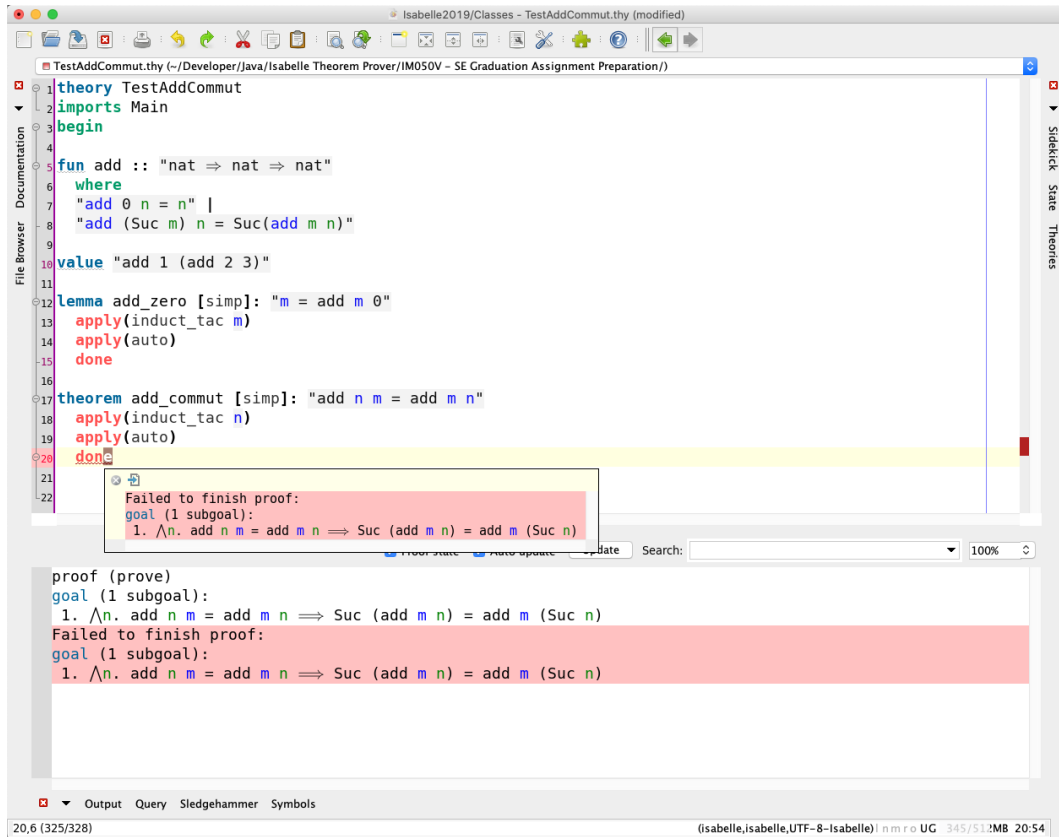 Isabelle2019/Classes - TestAddCommut.thy (modified)
TestAddCommut.thy (~/Developer/Java/Isabelle Theorem Prover/IM050V – SE Graduation Assignment Preparation/)
1 theory TestAddCommut
2 imports Main
3 begin
4
5 fun add :: "nat ⇒ nat ⇒ nat"
6 where
7 "add 0 n = n" |
8 "add (Suc m) n = Suc(add m n)"
9
10 value "add 1 (add 2 3)"
11
12 lemma add_zero [simp]: "m = add m 0"
13 apply(induct_tac m)
14 apply(auto)
15 done
16
17 theorem add_commut [simp]: "add n m = add m n"
18 apply(induct_tac n)
19 apply(auto)
20 done
21
22
Failed to finish proof:
goal (1 subgoal):
1. ⋀n. add n m = add m n ⟹ Suc (add m n) = add m (Suc n)
File Browser
Documentation
Sidekick
State
Theories
Proof state Auto update Update Search: 100%
proof (prove)
goal (1 subgoal):
1. ⋀n. add n m = add m n ⟹ Suc (add m n) = add m (Suc n)
Failed to finish proof:
goal (1 subgoal):
1. ⋀n. add n m = add m n ⟹ Suc (add m n) = add m (Suc n)
Output Query Sledgehammer Symbols
20,6 (325/328) (isabelle,isabelle,UTF-8-Isabelle) n m r o UG 345/512MB 20:54